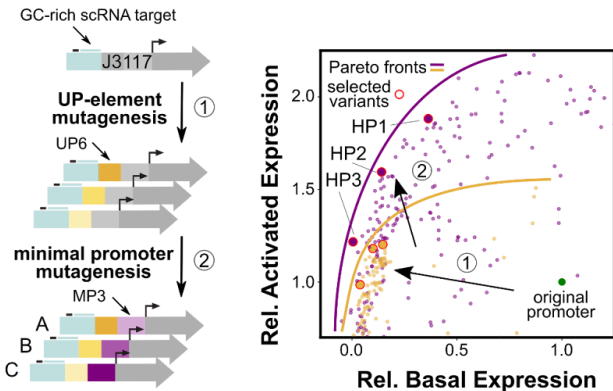 GC-rich scRNA target
J3117
UP-element
mutagenesis
1
UP6
minimal promoter
mutagenesis
2
MP3
A
B
C
Rel. Activated Expression
2.0
1.5
1.0
Pareto fronts
selected
variants
HP1
HP2
HP3
2
1
original
promoter
0.0
0.5
1.0
Rel. Basal Expression